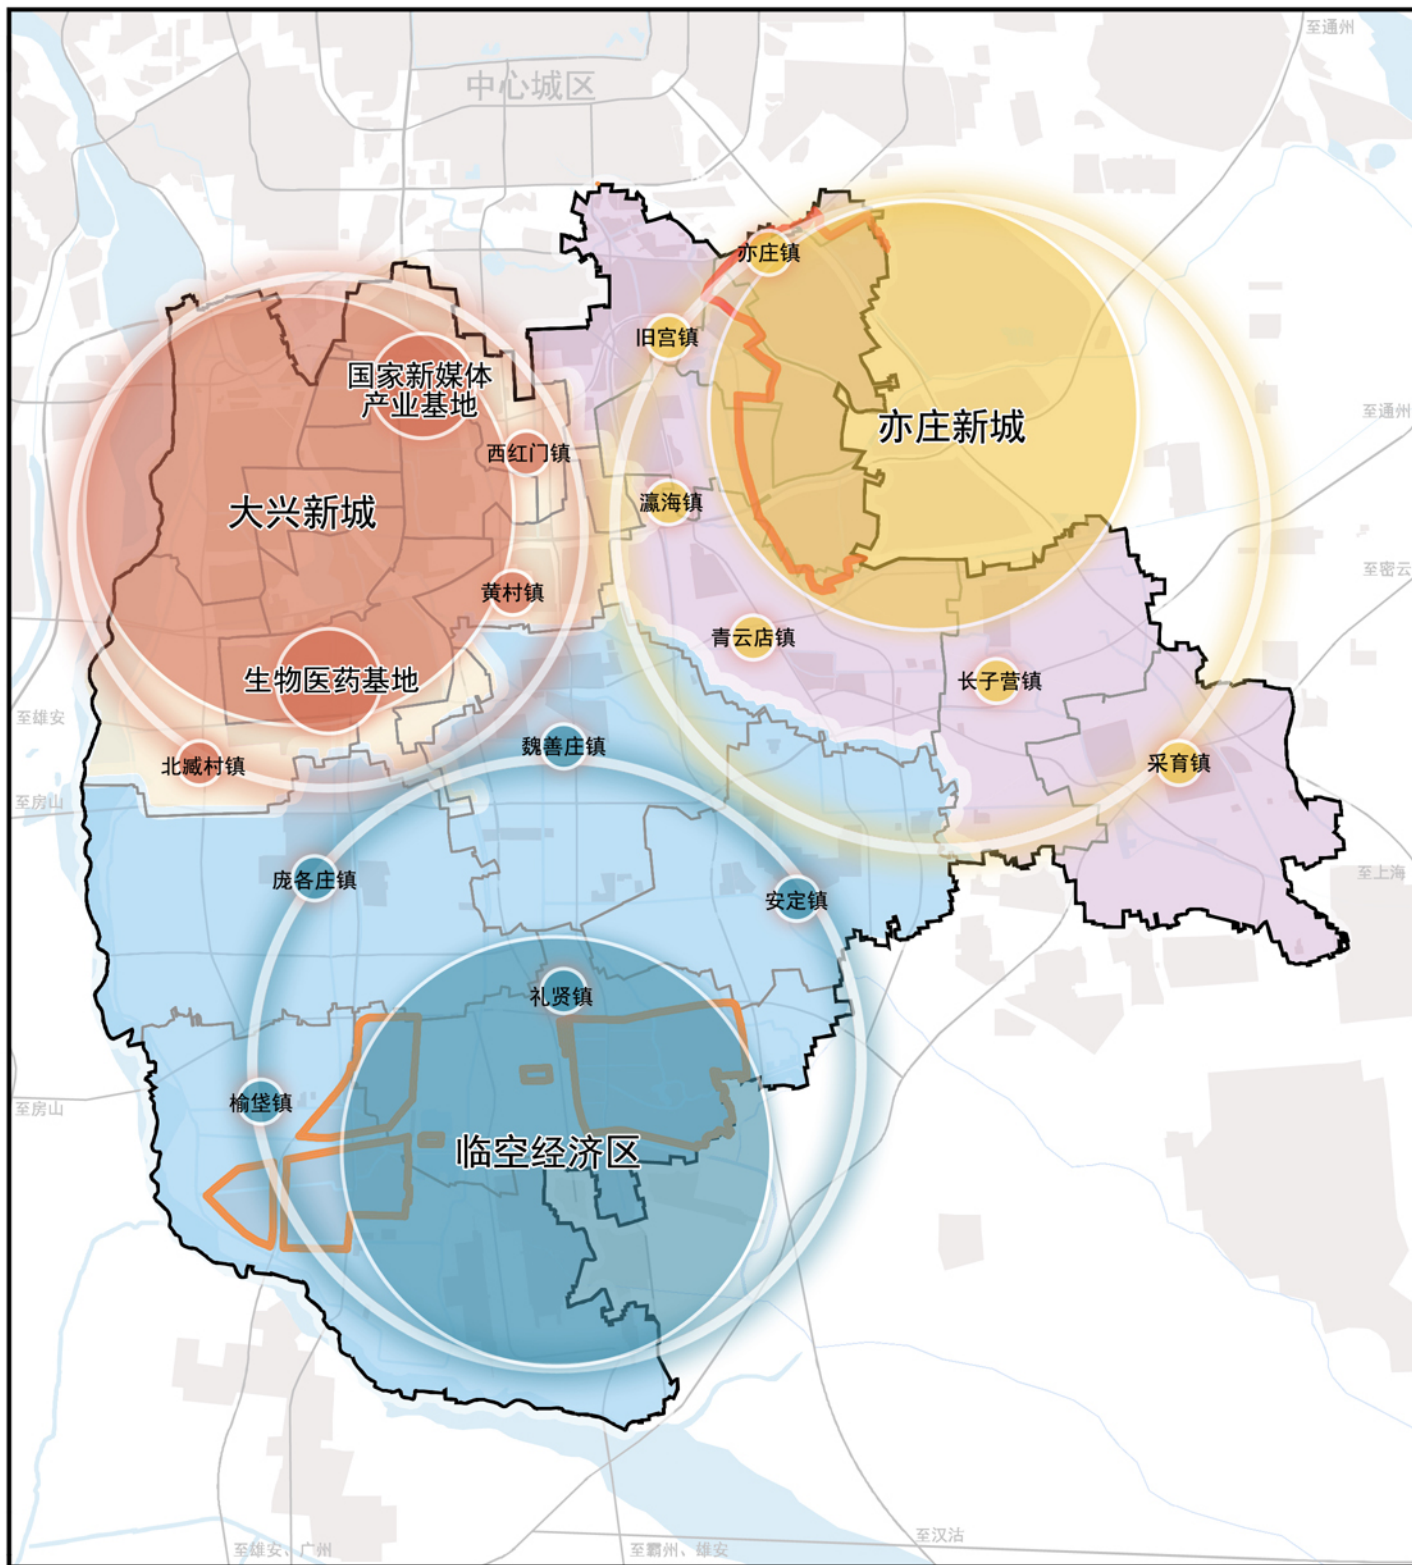 至通州
中心城区
亦庄镇
旧宫镇
国家新媒体
产业基地
至通州
亦庄新城
西红门镇
瀛海镇
大兴新城
至密云
黄村镇
青云店镇
生物医药基地
长子营镇
至雄安
魏善庄镇
北臧村镇
采育镇
至房山
庞各庄镇
至上海
安定镇
礼贤镇
榆垡镇
至房山
临空经济区
至汉沽
至雄安、广州
至霸州、雄安